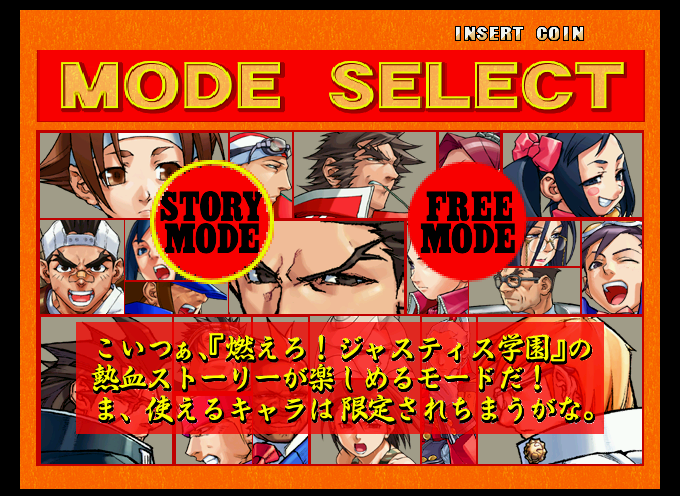 INSERT COIN
MODE SELECT
STORY
MODE
FREE
MODE
こいつぁ、『燃えろ！ジャスティス学園』の
熱血ストーリーが楽しめるモードだ！
ま、使えるキャラは限定されちまうがな。